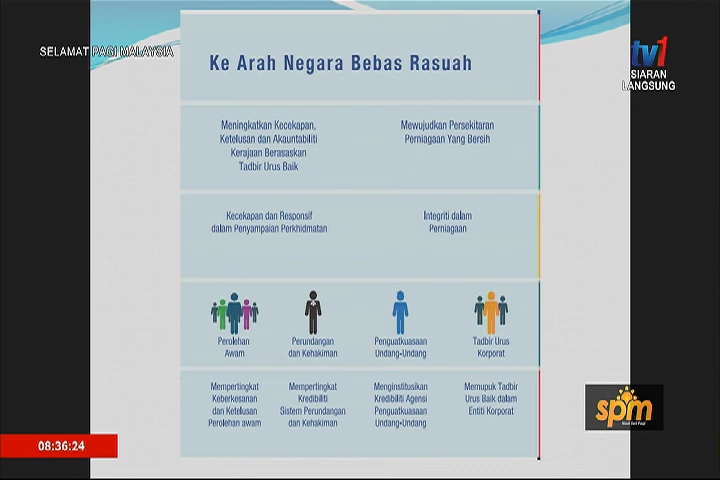 SELAMAT PAGI MALAYSIA
tv1
SIARAN
LANGSUNG
Ke Arah Negara Bebas Rasuah
Meningkatkan Kecekapan,
Ketelusan dan Akauntabiliti
Kerajaan Berasaskan
Tadbir Urus Baik
Mewujudkan Persekitaran
Perniagaan Yang Bersih
Kecekapan dan Responsif
dalam Penyampaian Perkhidmatan
Integriti dalam
Perniagaan
Perolehan
Awam
Perundangan
dan Kehakiman
Penguatkuasaan
Undang-Undang
Tadbir Urus
Korporat
Mempertingkat
Keberkesanan
dan Ketelusan
Perolehan awam
Mempertingkat
Kredibiliti
Sistem Perundangan
dan Kehakiman
Menginstitusikan
Kredibiliti Agensi
Penguatkuasaan
Undang-Undang
Memupuk Tadbir
Urus Baik dalam
Entiti Korporat
spm
08:36:24